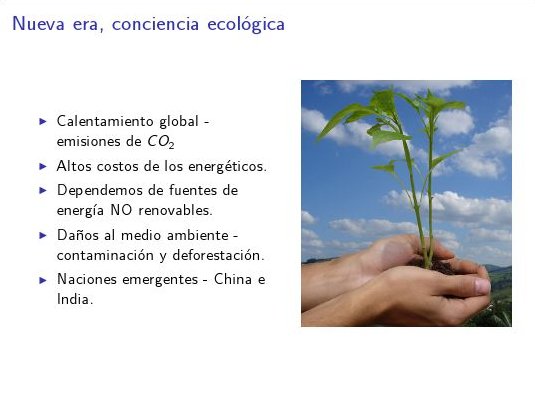 Nueva era, conciencia ecológica
Calentamiento global -
emisiones de CO₂
Altos costos de los energéticos.
Dependemos de fuentes de
energía NO renovables.
Daños al medio ambiente -
contaminación y deforestación.
Naciones emergentes - China e
India.